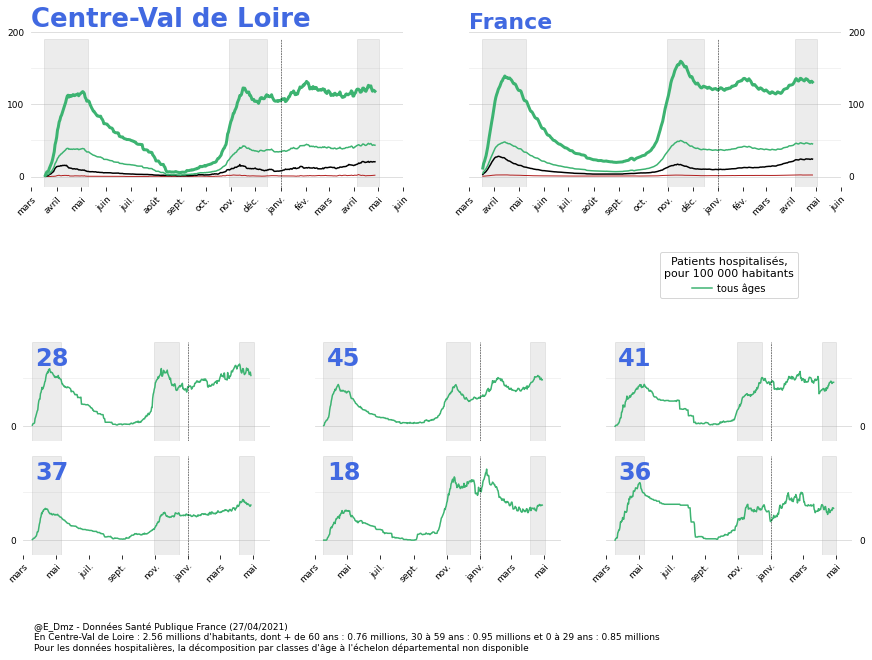 Centre-Val de Loire
France
200
100
0
200
100
0
mars avril mai juin juil. août sept. oct. nov. déc. janv. fév. mars avril mai juin
mars avril mai juin juil. août sept. oct. nov. déc. janv. fév. mars avril mai juin
Patients hospitalisés,
pour 100 000 habitants
tous âges
28
45
41
0
0
37
18
36
0
0
mars mai juil. sept. nov. janv. mars mai
mars mai juil. sept. nov. janv. mars mai
mars mai juil. sept. nov. janv. mars mai
@E_Dmz - Données Santé Publique France (27/04/2021)
En Centre-Val de Loire : 2.56 millions d'habitants, dont + de 60 ans : 0.76 millions, 30 à 59 ans : 0.95 millions et 0 à 29 ans : 0.85 millions
Pour les données hospitalières, la décomposition par classes d'âge à l'échelon départemental non disponible